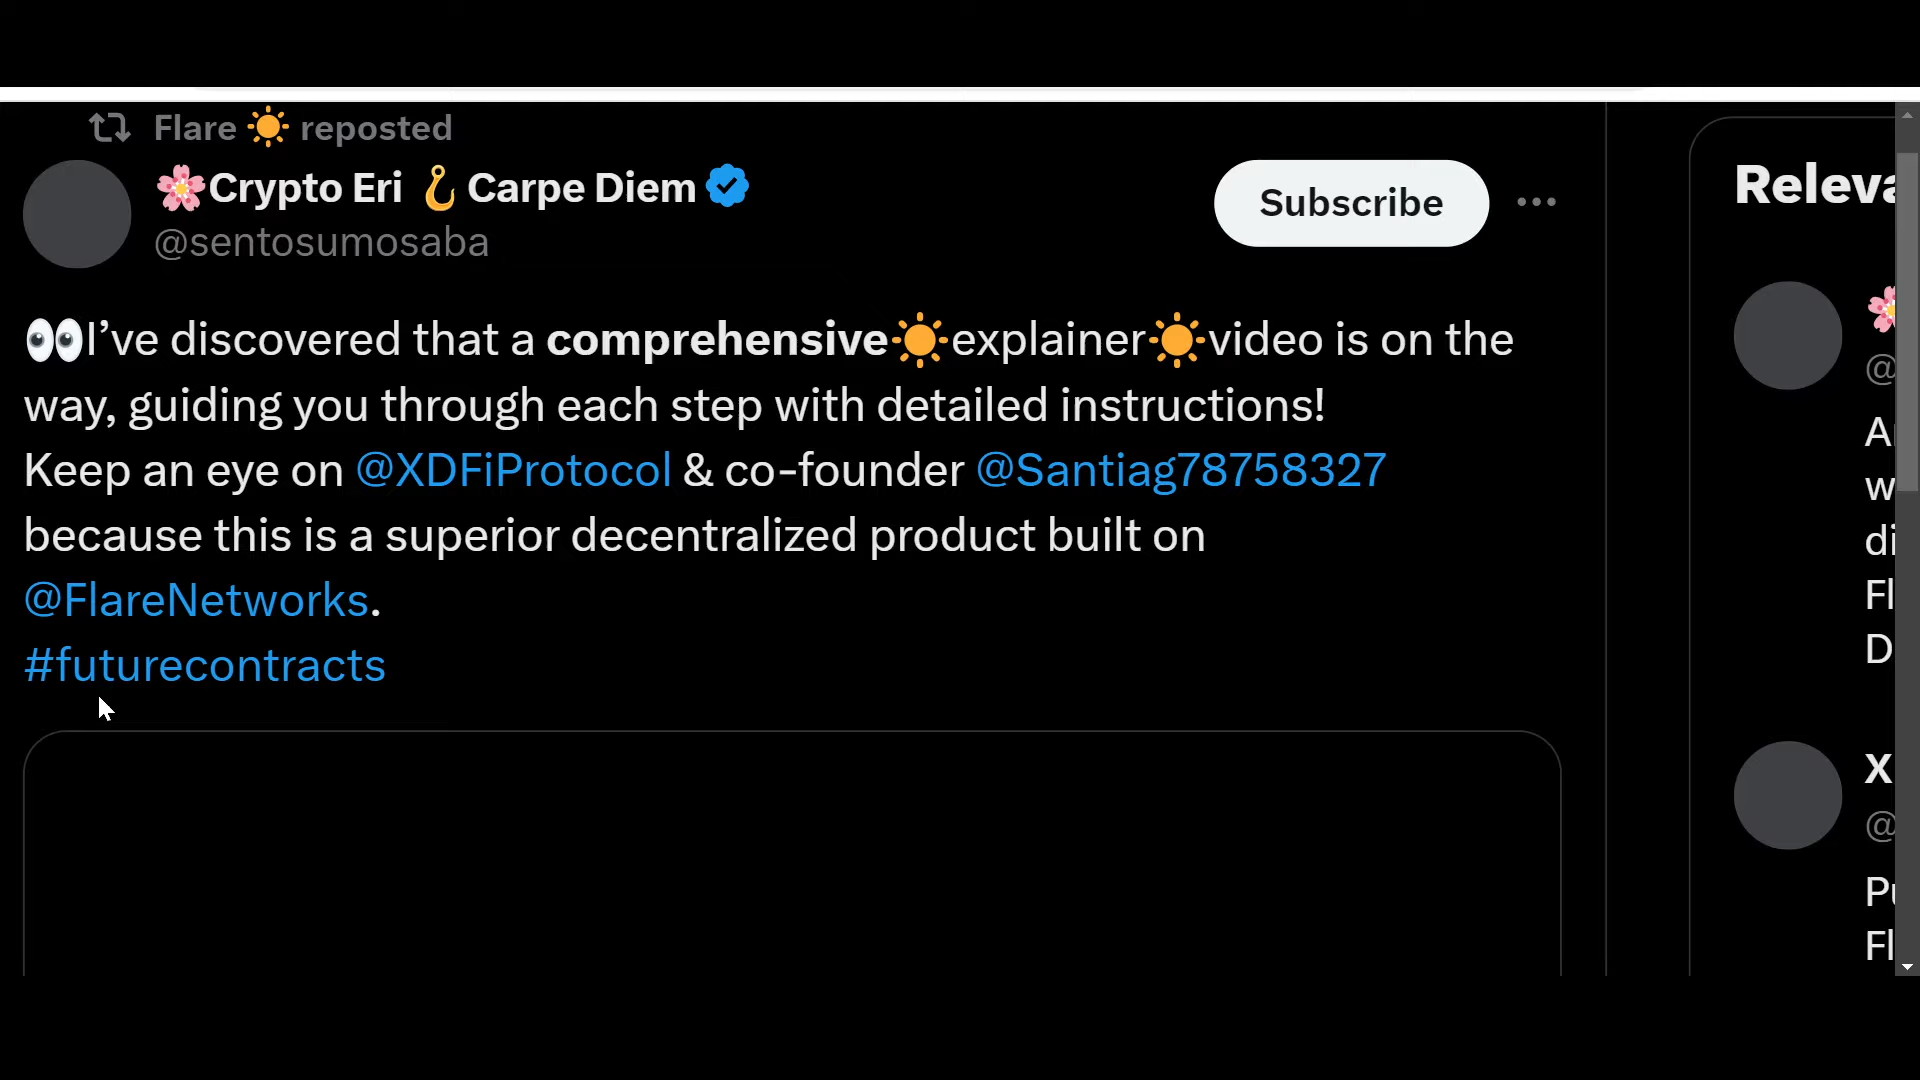 Flare ☀️ reposted
🌸Crypto Eri 🪝 Carpe Diem
@sentosumosaba
Subscribe
👀I’ve discovered that a comprehensive☀️explainer☀️video is on the
way, guiding you through each step with detailed instructions!
Keep an eye on @XDFiProtocol & co-founder @Santiag78758327
because this is a superior decentralized product built on
@FlareNetworks.
#futurecontracts